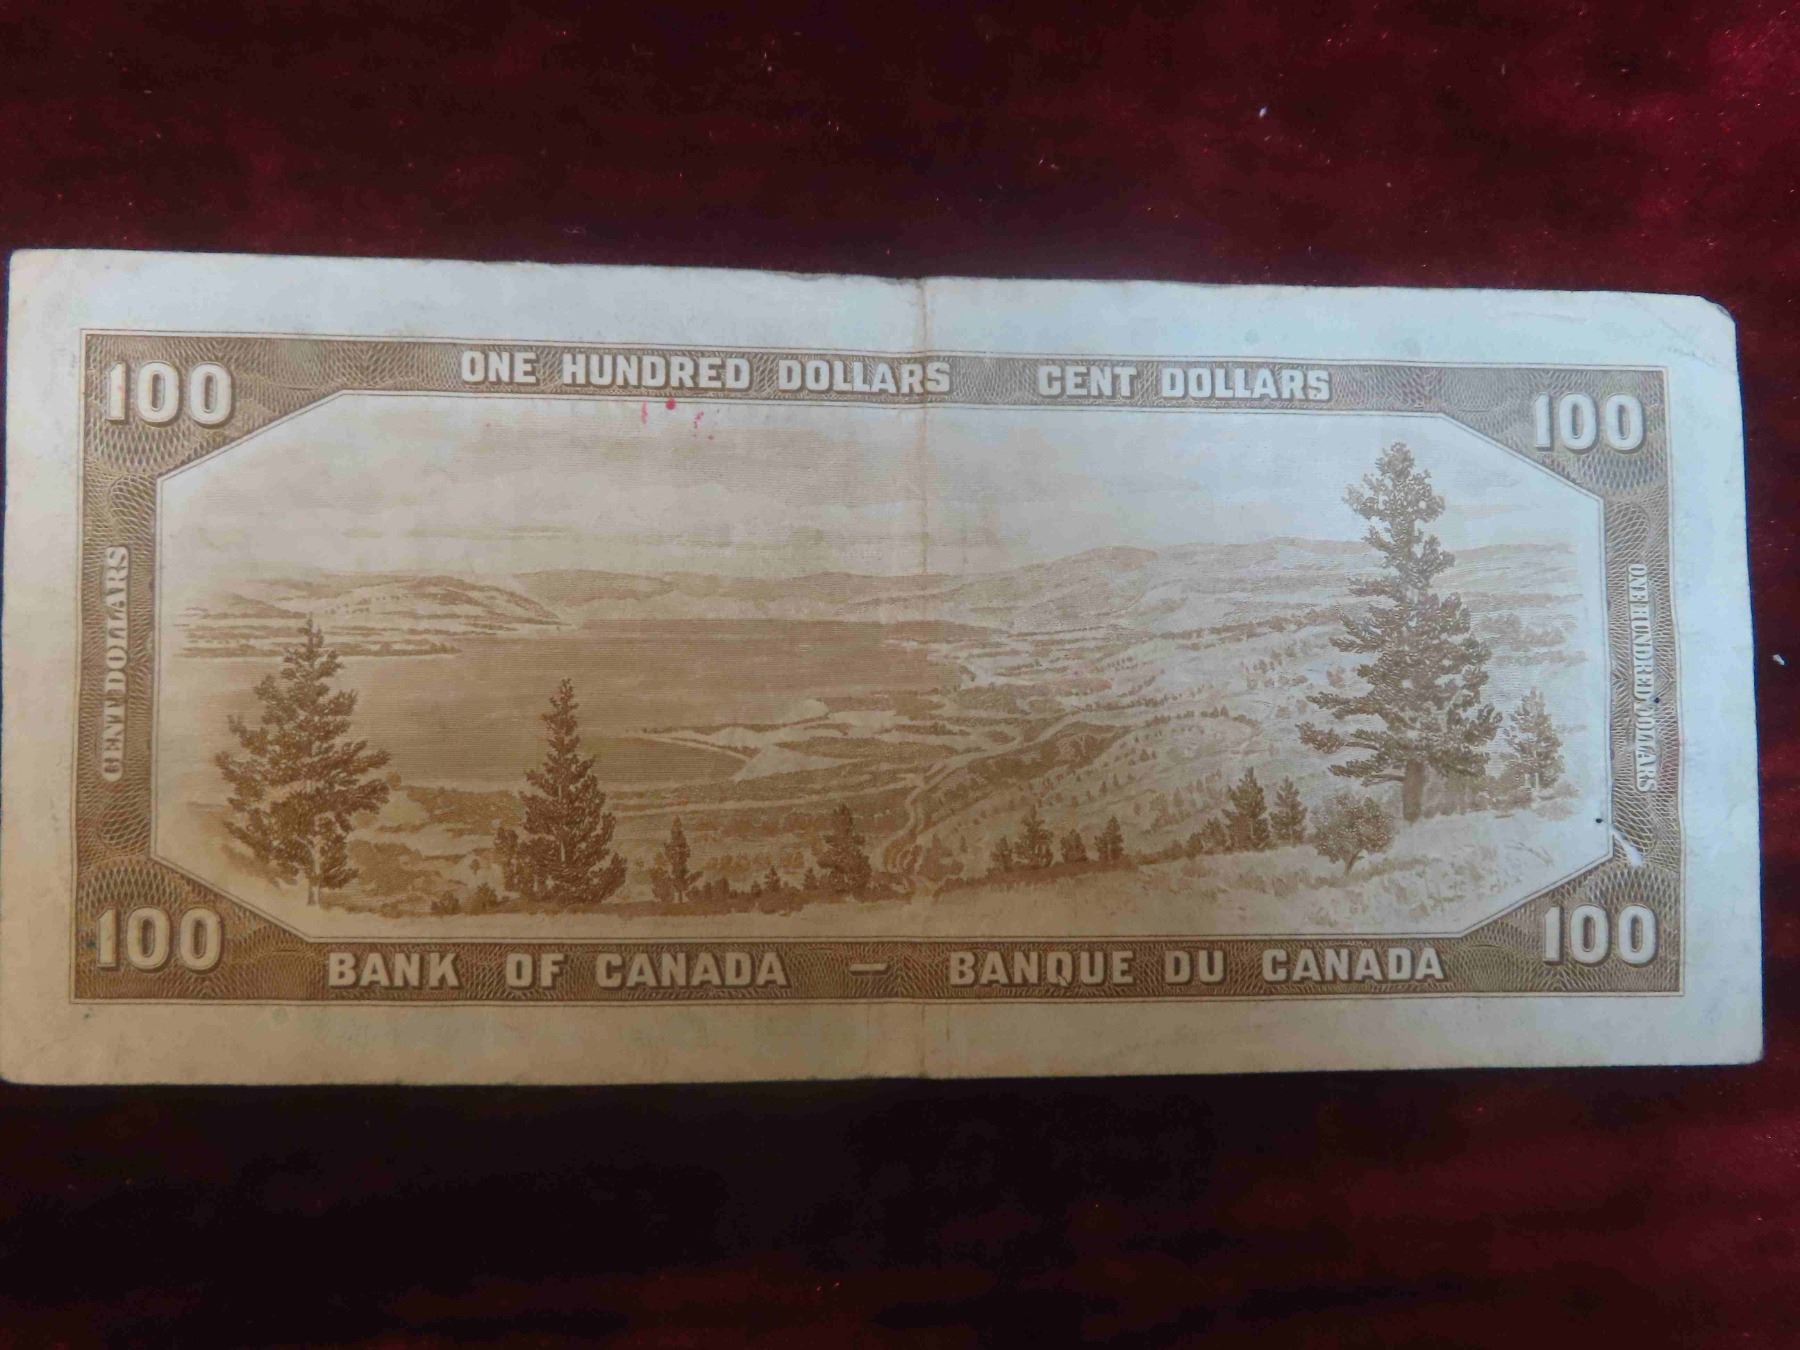 100 ONE HUNDRED DOLLARS CENT DOLLARS 100
CENT DOLLARS
ONE HUNDRED DOLLARS
100 BANK OF CANADA — BANQUE DU CANADA 100